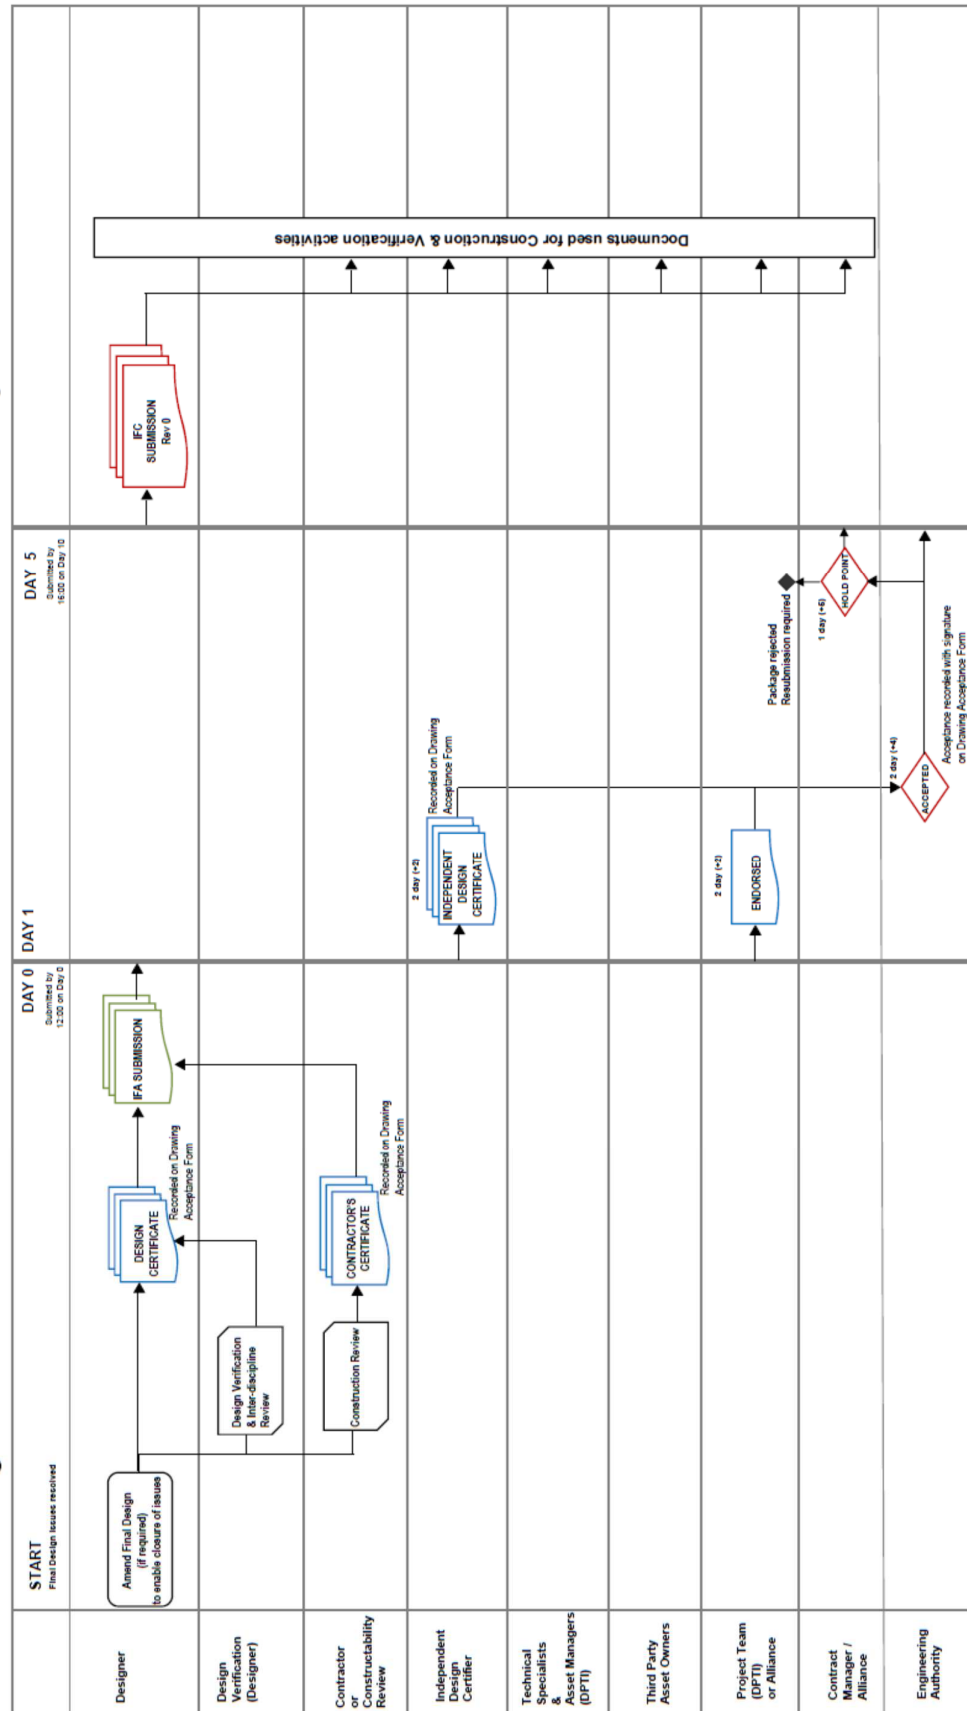 START
Final Design issues resolved
DAY 0
Submitted by
12:00 on Day 0
DAY 1
DAY 5
Submitted by
16:00 on Day 10
Designer
Amend Final Design
(if required)
to enable closure of issues
DESIGN
CERTIFICATE
Recorded on Drawing
Acceptance Form
IFA SUBMISSION
IFC
SUBMISSION
Rev 0
Design
Verification
(Designer)
Design Verification
& Inter-discipline
Review
Contractor
or
Constructability
Review
Construction Review
CONTRACTOR'S
CERTIFICATE
Recorded on Drawing
Acceptance Form
Independent
Design
Certifier
2 day (+2)
INDEPENDENT
DESIGN
CERTIFICATE
Recorded on Drawing
Acceptance Form
Technical
Specialists
&
Asset Managers
(DPTI)
Third Party
Asset Owners
Project Team
(DPTI)
or Alliance
2 day (+2)
ENDORSED
Package rejected
Resubmission required
Contract
Manager /
Alliance
1 day (+5)
HOLD POINT
Engineering
Authority
2 day (+4)
ACCEPTED
Acceptance recorded with signature
on Drawing Acceptance Form
Documents used for Construction & Verification activities